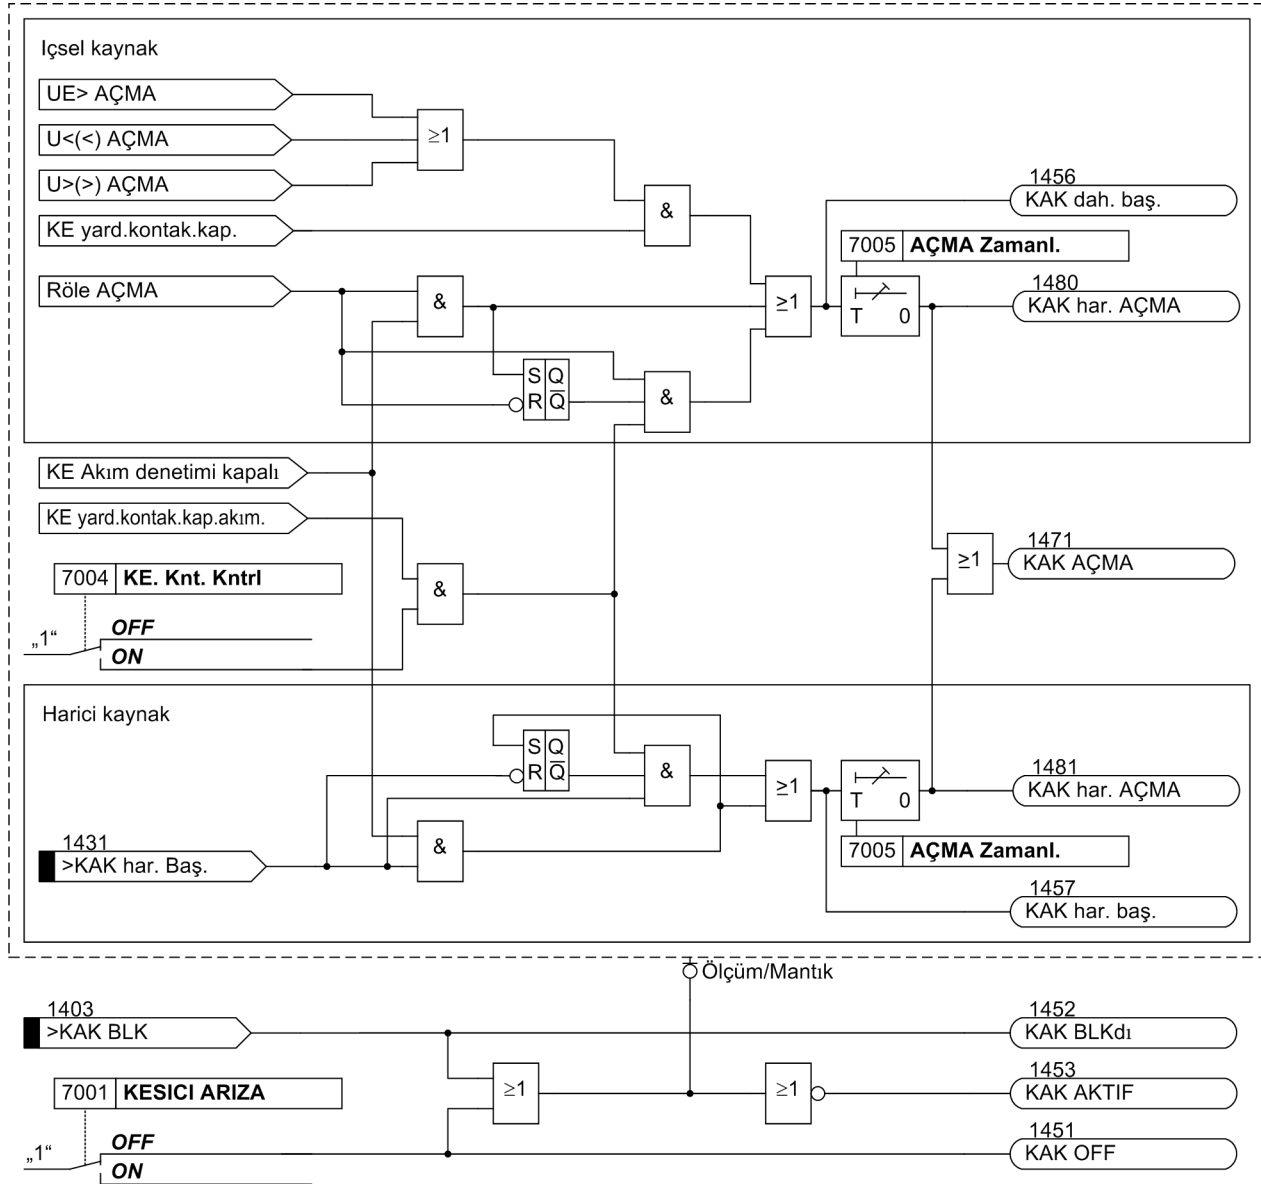 Içsel kaynak
UE> AÇMA
U<(<) AÇMA
≥1
U>(>) AÇMA
1456
KAK dah. baş.
&
KE yard.kontak.kap.
7005 AÇMA Zamanl.
Röle AÇMA
&
≥1
T 0
1480
KAK har. AÇMA
S Q
R Q̅
&
KE Akım denetimi kapalı
KE yard.kontak.kap.akım.
1471
≥1
KAK AÇMA
7004 KE. Knt. Kntrl
&
OFF
„1“
ON
Harici kaynak
S Q
R Q̅
&
≥1
T 0
1481
KAK har. AÇMA
1431
>KAK har. Baş.
&
7005 AÇMA Zamanl.
1457
KAK har. baş.
Ölçüm/Mantık
1403
>KAK BLK
1452
KAK BLKdı
7001 KESICI ARIZA
≥1
≥1
1453
KAK AKTIF
OFF
„1“
ON
1451
KAK OFF